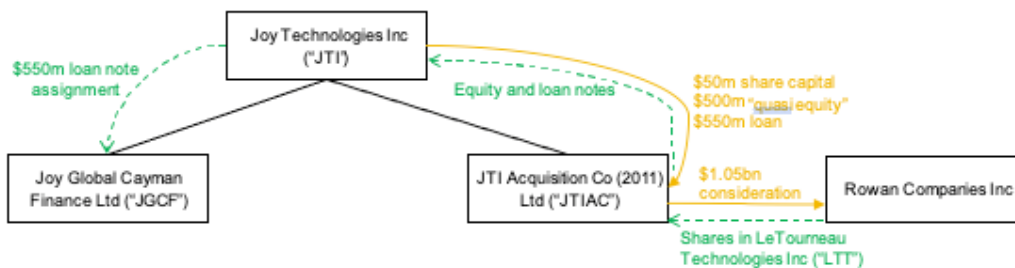 Joy Technologies Inc
("JTI')
$550m loan note
assignment
Equity and loan notes
$50m share capital
$500m "quasi equity"
$550m loan
Joy Global Cayman
Finance Ltd ("JGCF")
JTI Acquisition Co (2011)
Ltd ("JTIAC")
$1.05bn
consideration
Rowan Companies Inc
Shares in LeTourneau
Technologies Inc ("LTT")